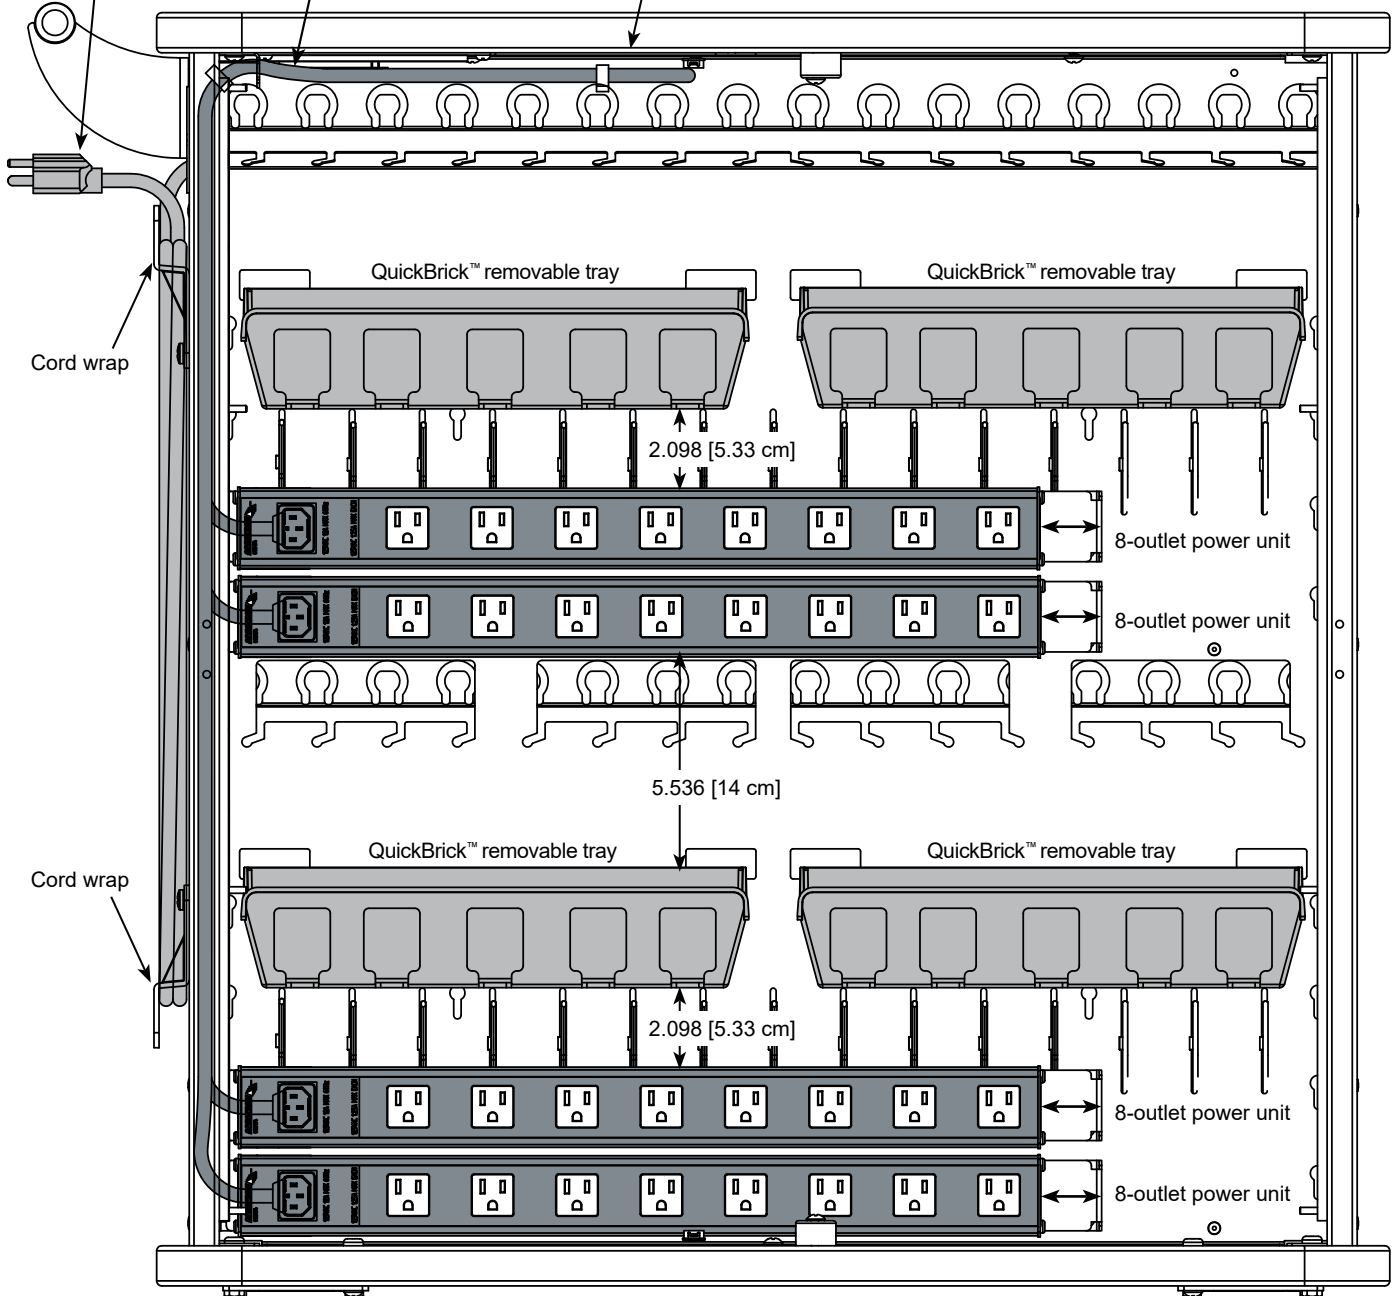 QuickBrick™ removable tray
QuickBrick™ removable tray
Cord wrap
2.098 [5.33 cm]
8-outlet power unit
8-outlet power unit
5.536 [14 cm]
QuickBrick™ removable tray
QuickBrick™ removable tray
Cord wrap
2.098 [5.33 cm]
8-outlet power unit
8-outlet power unit